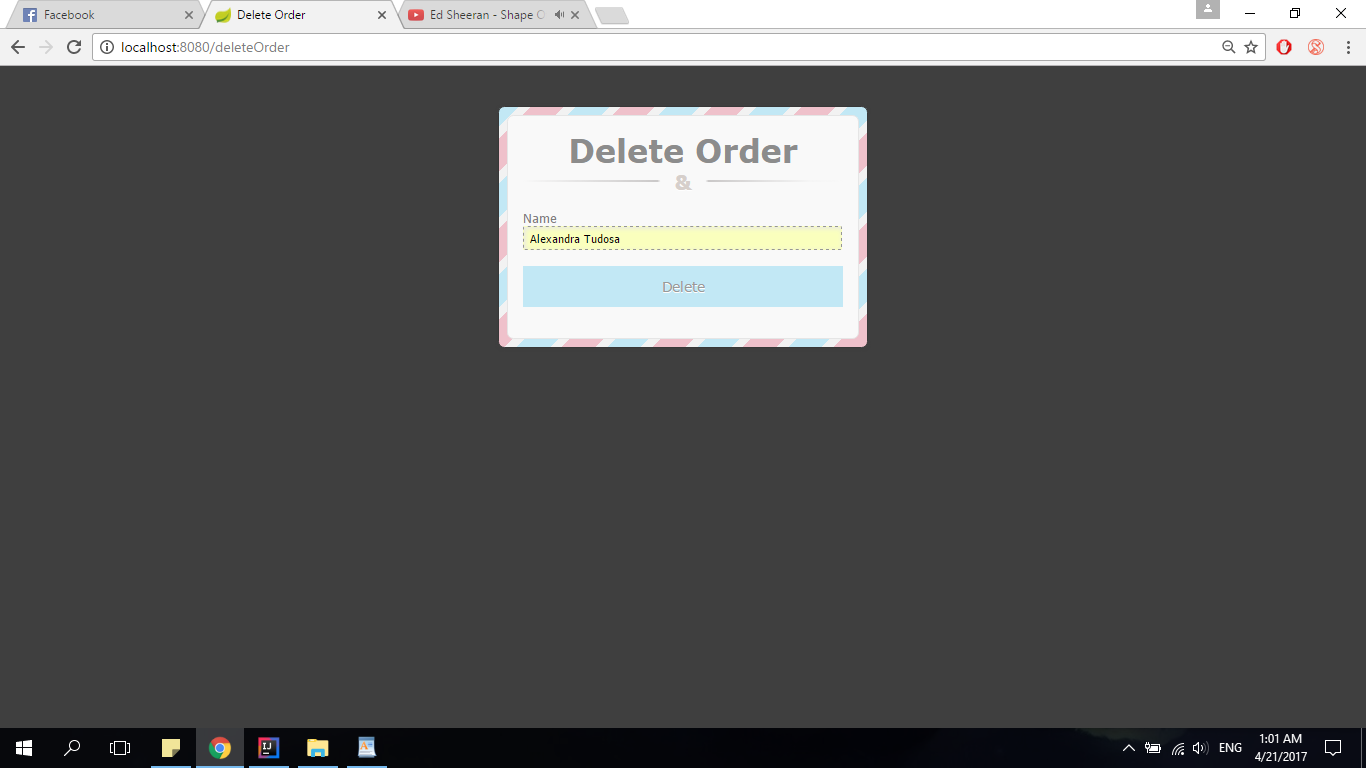 Facebook
Delete Order
Ed Sheeran - Shape O
localhost:8080/deleteOrder
Delete Order
&
Name
Alexandra Tudosa
Delete
IJ
ENG
1:01 AM
4/21/2017